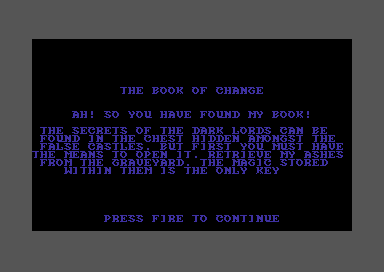 THE BOOK OF CHANGE
AH! SO YOU HAVE FOUND MY BOOK!
THE SECRETS OF THE DARK LORDS CAN BE
FOUND IN THE CHEST HIDDEN AMONGST THE
FALSE CASTLES. BUT FIRST YOU MUST HAVE
THE MEANS TO OPEN IT. RETRIEVE MY ASHES
FROM THE GRAVEYARD. THE MAGIC STORED
WITHIN THEM IS THE ONLY KEY
PRESS FIRE TO CONTINUE